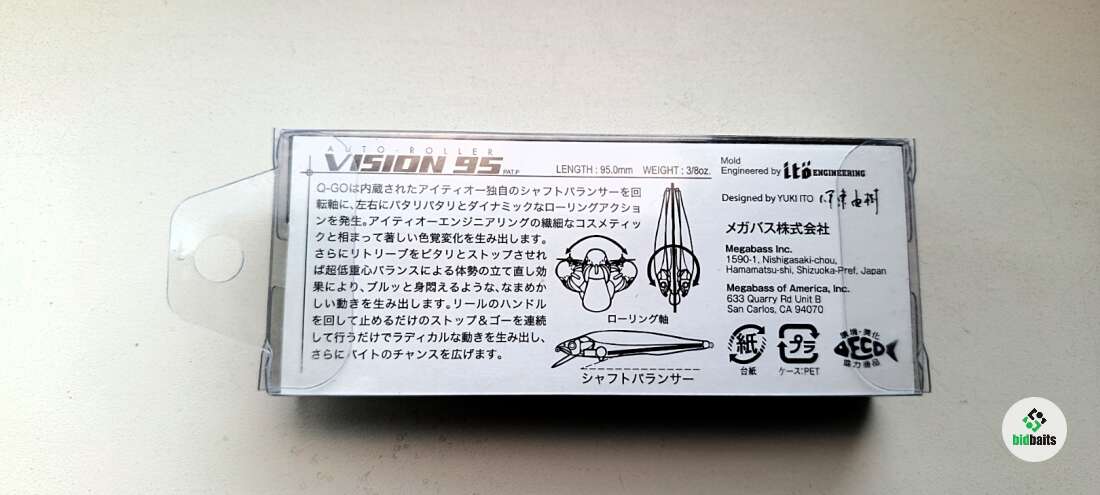 AUTO-ROLLER
VISION 95 PAT.P
LENGTH : 95.0mm WEIGHT : 3/8oz.
Q-GOは内蔵されたアイティオー独自のシャフトバランサーを回
転軸に、左右にパタリパタリとダイナミックなローリングアクショ
ンを発生。アイティオーエンジニアリングの繊細なコスメティッ
クと相まって著しい色覚変化を生み出します。
さらにリトリーブをピタリとストップさせれ
ば超低重心バランスによる体勢の立て直し効
果により、ブルッと身悶えるような、なまめか
しい動きを生み出します。リールのハンドル
を回して止めるだけのストップ&ゴーを連続
して行うだけでラディカルな動きを生み出し、
さらにバイトのチャンスを広げます。
ローリング軸
シャフトバランサー
Mold
Engineered by itö ENGINEERING
Designed by YUKI ITO 伊東由樹
メガバス株式会社
Megabass Inc.
1590-1, Nishigasaki-chou,
Hamamatsu-shi, Shizuoka-Pref, Japan
Megabass of America, Inc.
633 Quarry Rd Unit B
San Carlos, CA 94070
紙
台紙
プラ
ケース:PET
環境・美化
ECO
協力商品
bidbaits